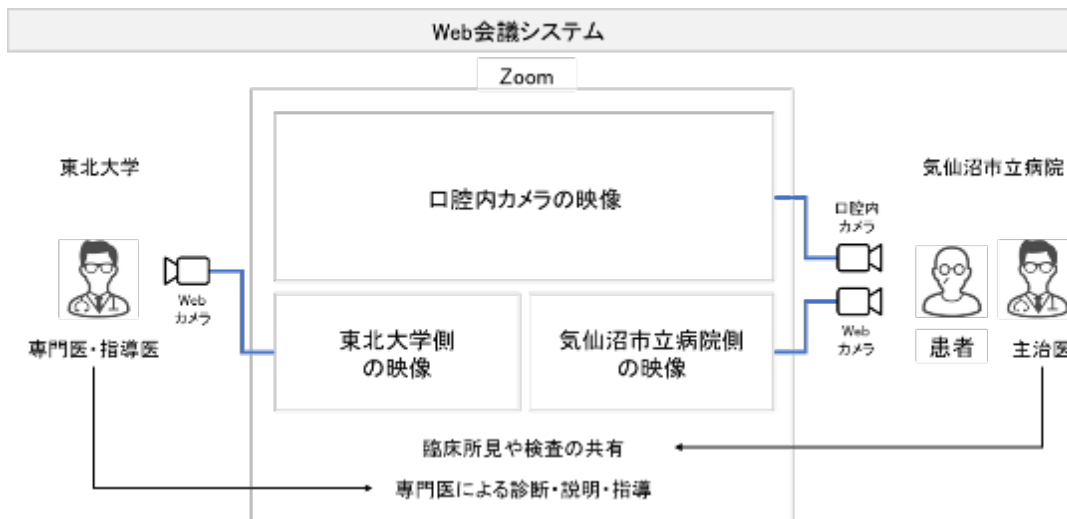 Web会議システム
Zoom
東北大学
気仙沼市立病院
口腔内カメラの映像
口腔内
カメラ
Web
カメラ
専門医・指導医
東北大学側
の映像
気仙沼市立病院側
の映像
Web
カメラ
患者
主治医
臨床所見や検査の共有
専門医による診断・説明・指導